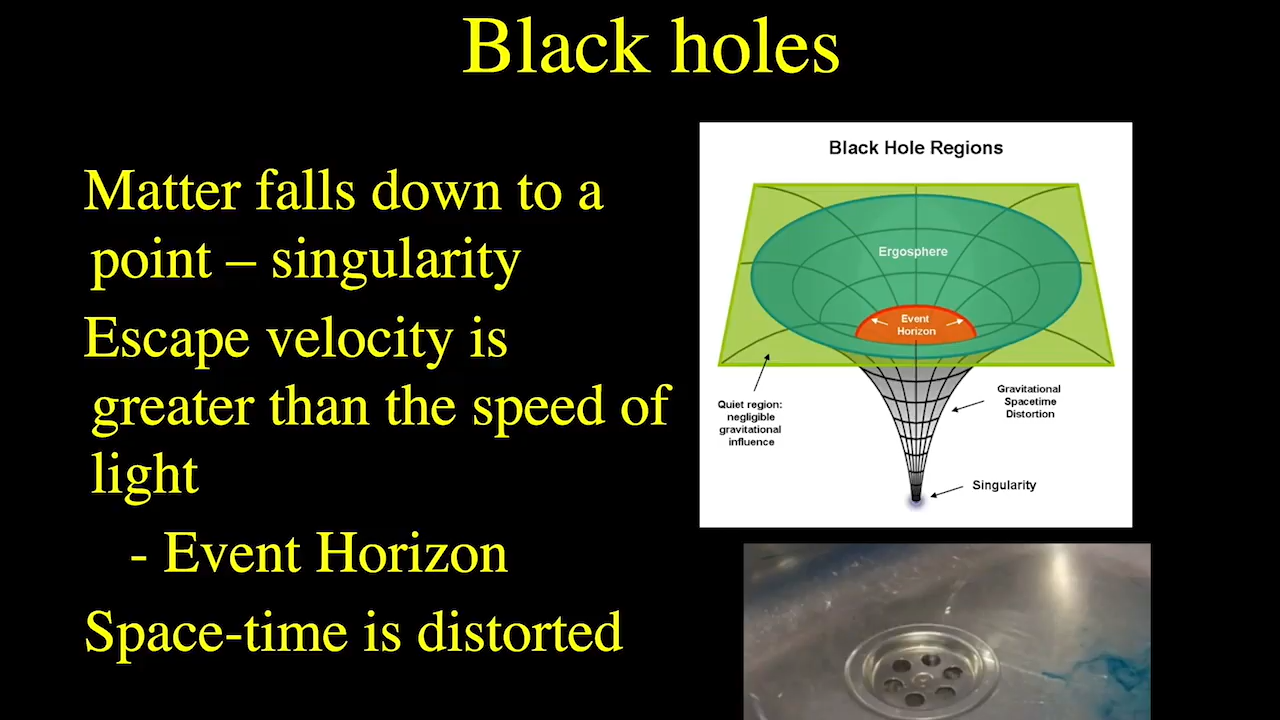 Black holes
Matter falls down to a
point – singularity
Escape velocity is
greater than the speed of
light
- Event Horizon
Space-time is distorted
Black Hole Regions
Ergosphere
Event
Horizon
Quiet region:
negligible
gravitational
influence
Gravitational
Spacetime
Distortion
Singularity